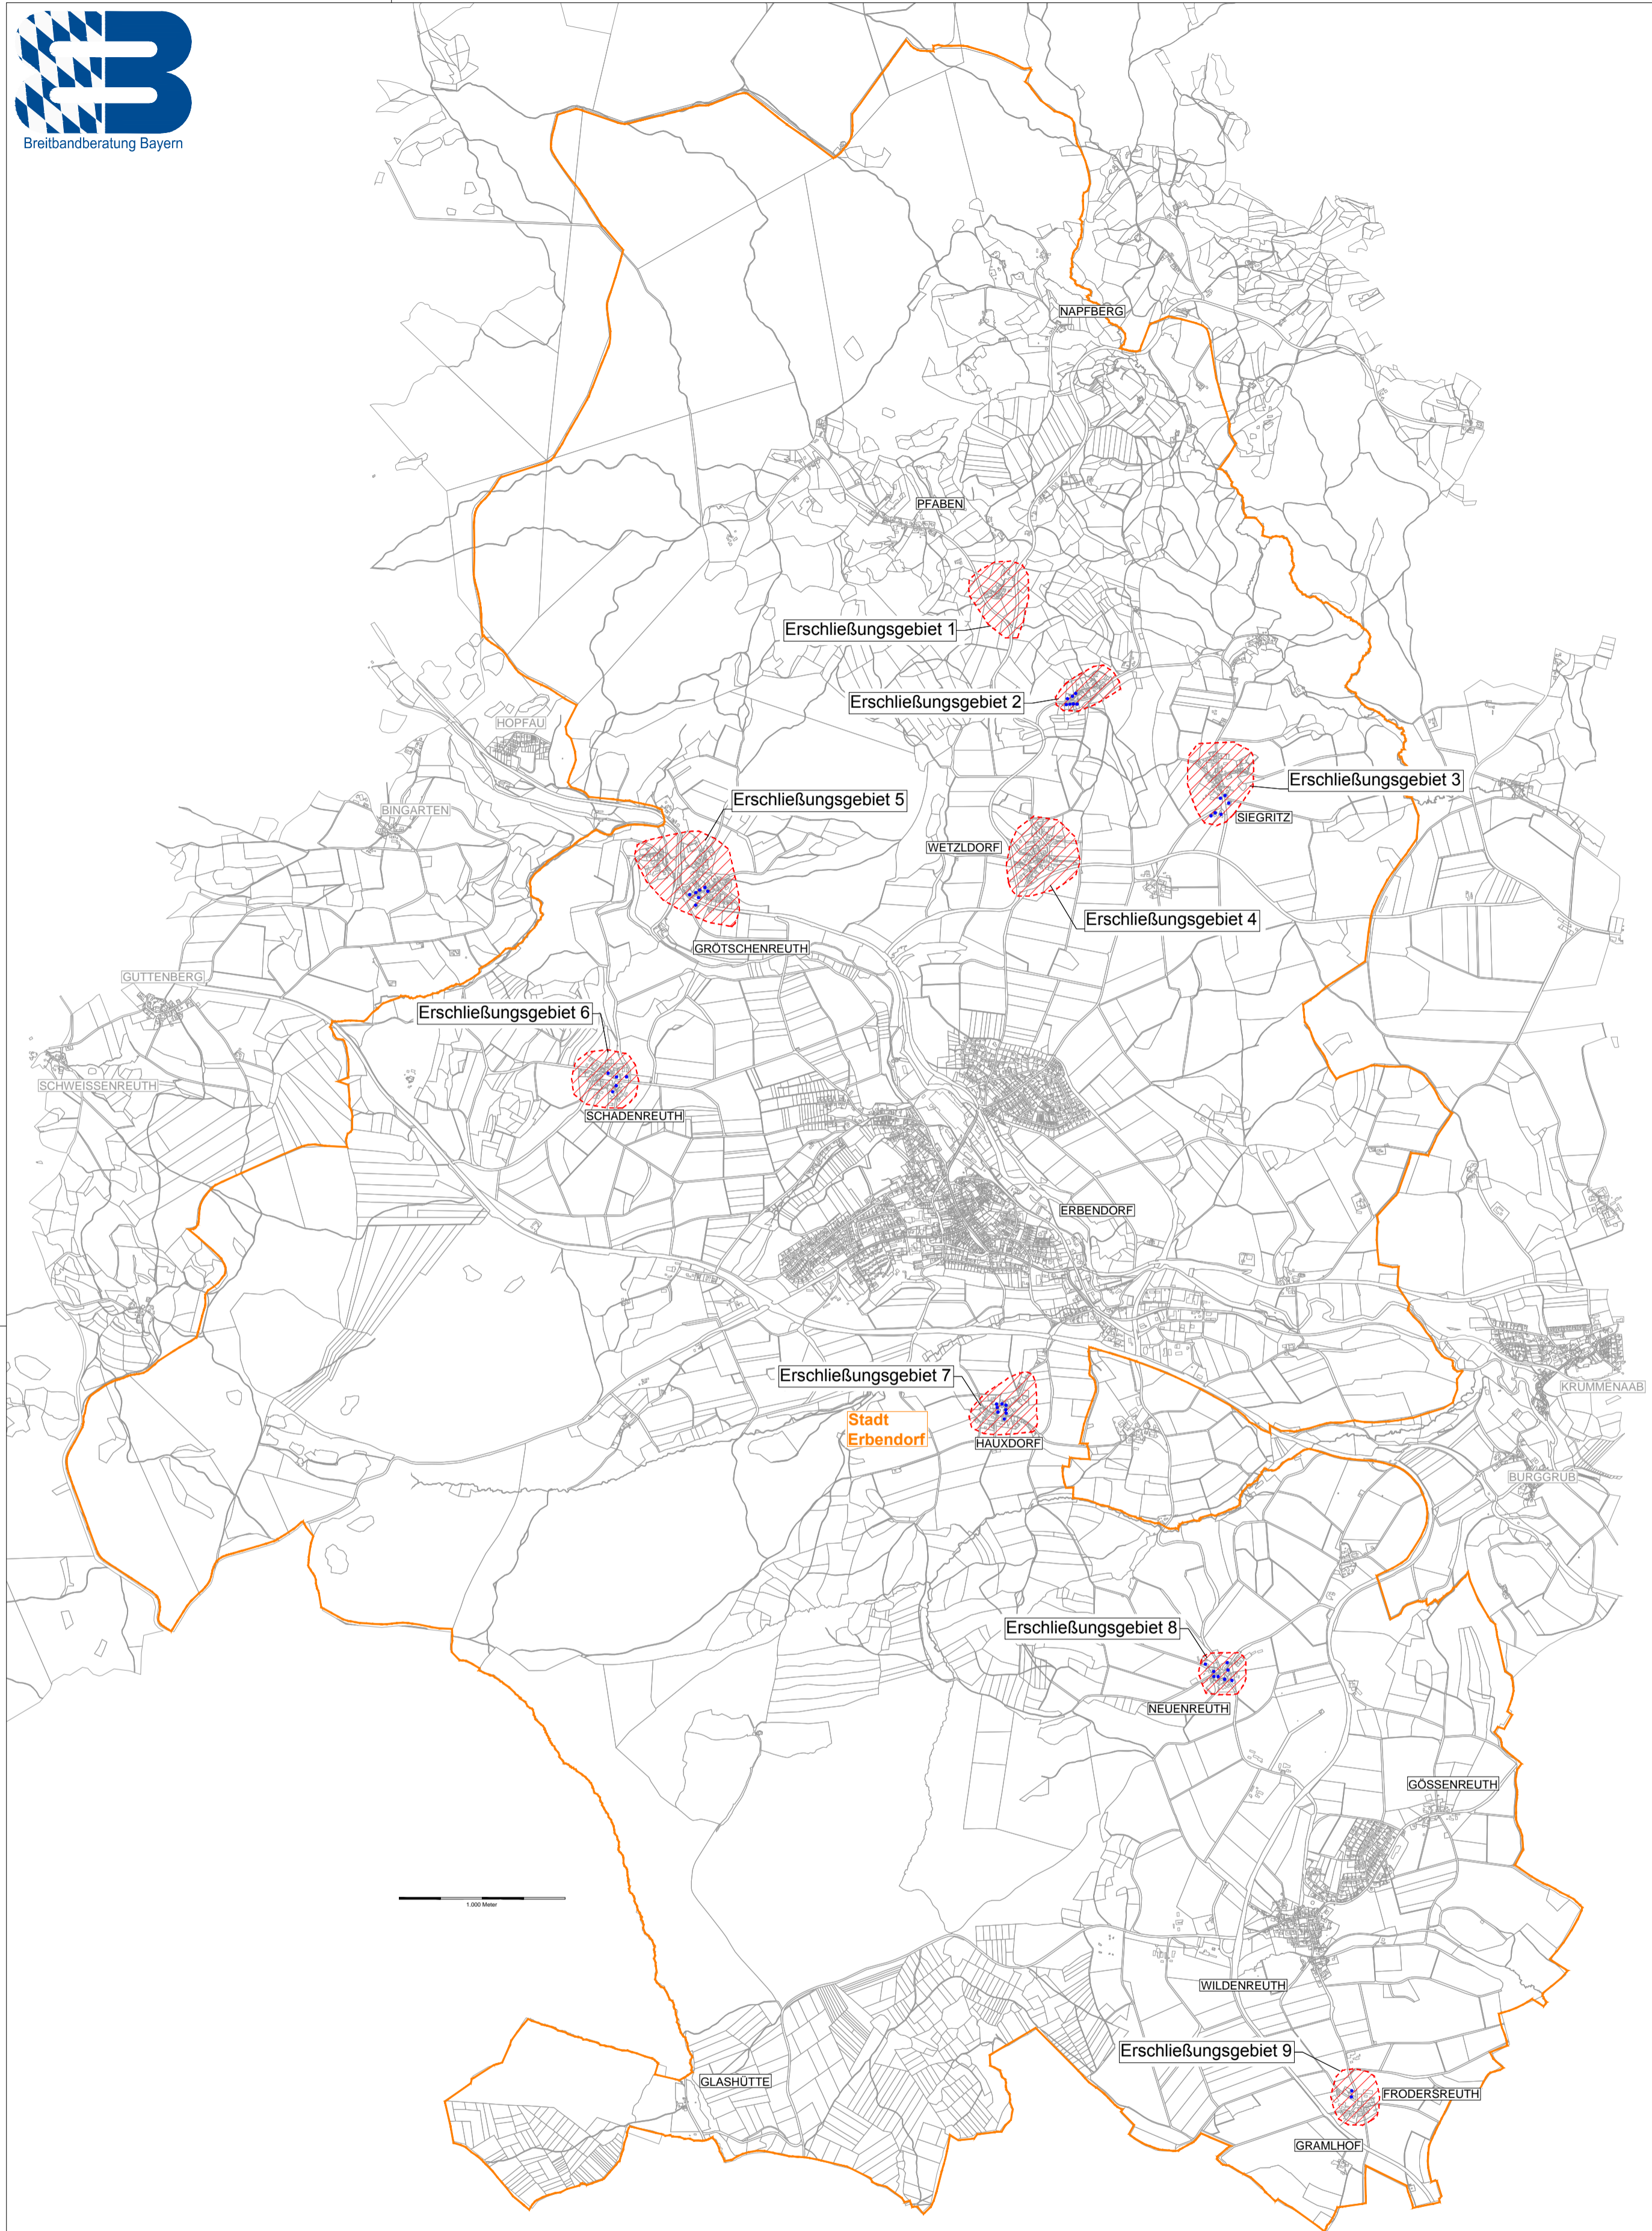 Breitbandberatung Bayern
NAPFBERG
PFABEN
Erschließungsgebiet 1
Erschließungsgebiet 2
HOPFAU
Erschließungsgebiet 3
Erschließungsgebiet 5
BINGARTEN
SIEGRITZ
WETZLDORF
Erschließungsgebiet 4
GRÖTSCHENREUTH
GUTTENBERG
Erschließungsgebiet 6
SCHWEISSENREUTH
SCHADENREUTH
ERBENDORF
Erschließungsgebiet 7
KRUMMENAAB
Stadt
Erbendorf
HAUXDORF
BURGGRUB
Erschließungsgebiet 8
NEUENREUTH
GÖSSENREUTH
1.000 Meter
WILDENREUTH
Erschließungsgebiet 9
GLASHÜTTE
FRODERSREUTH
GRAMLHOF